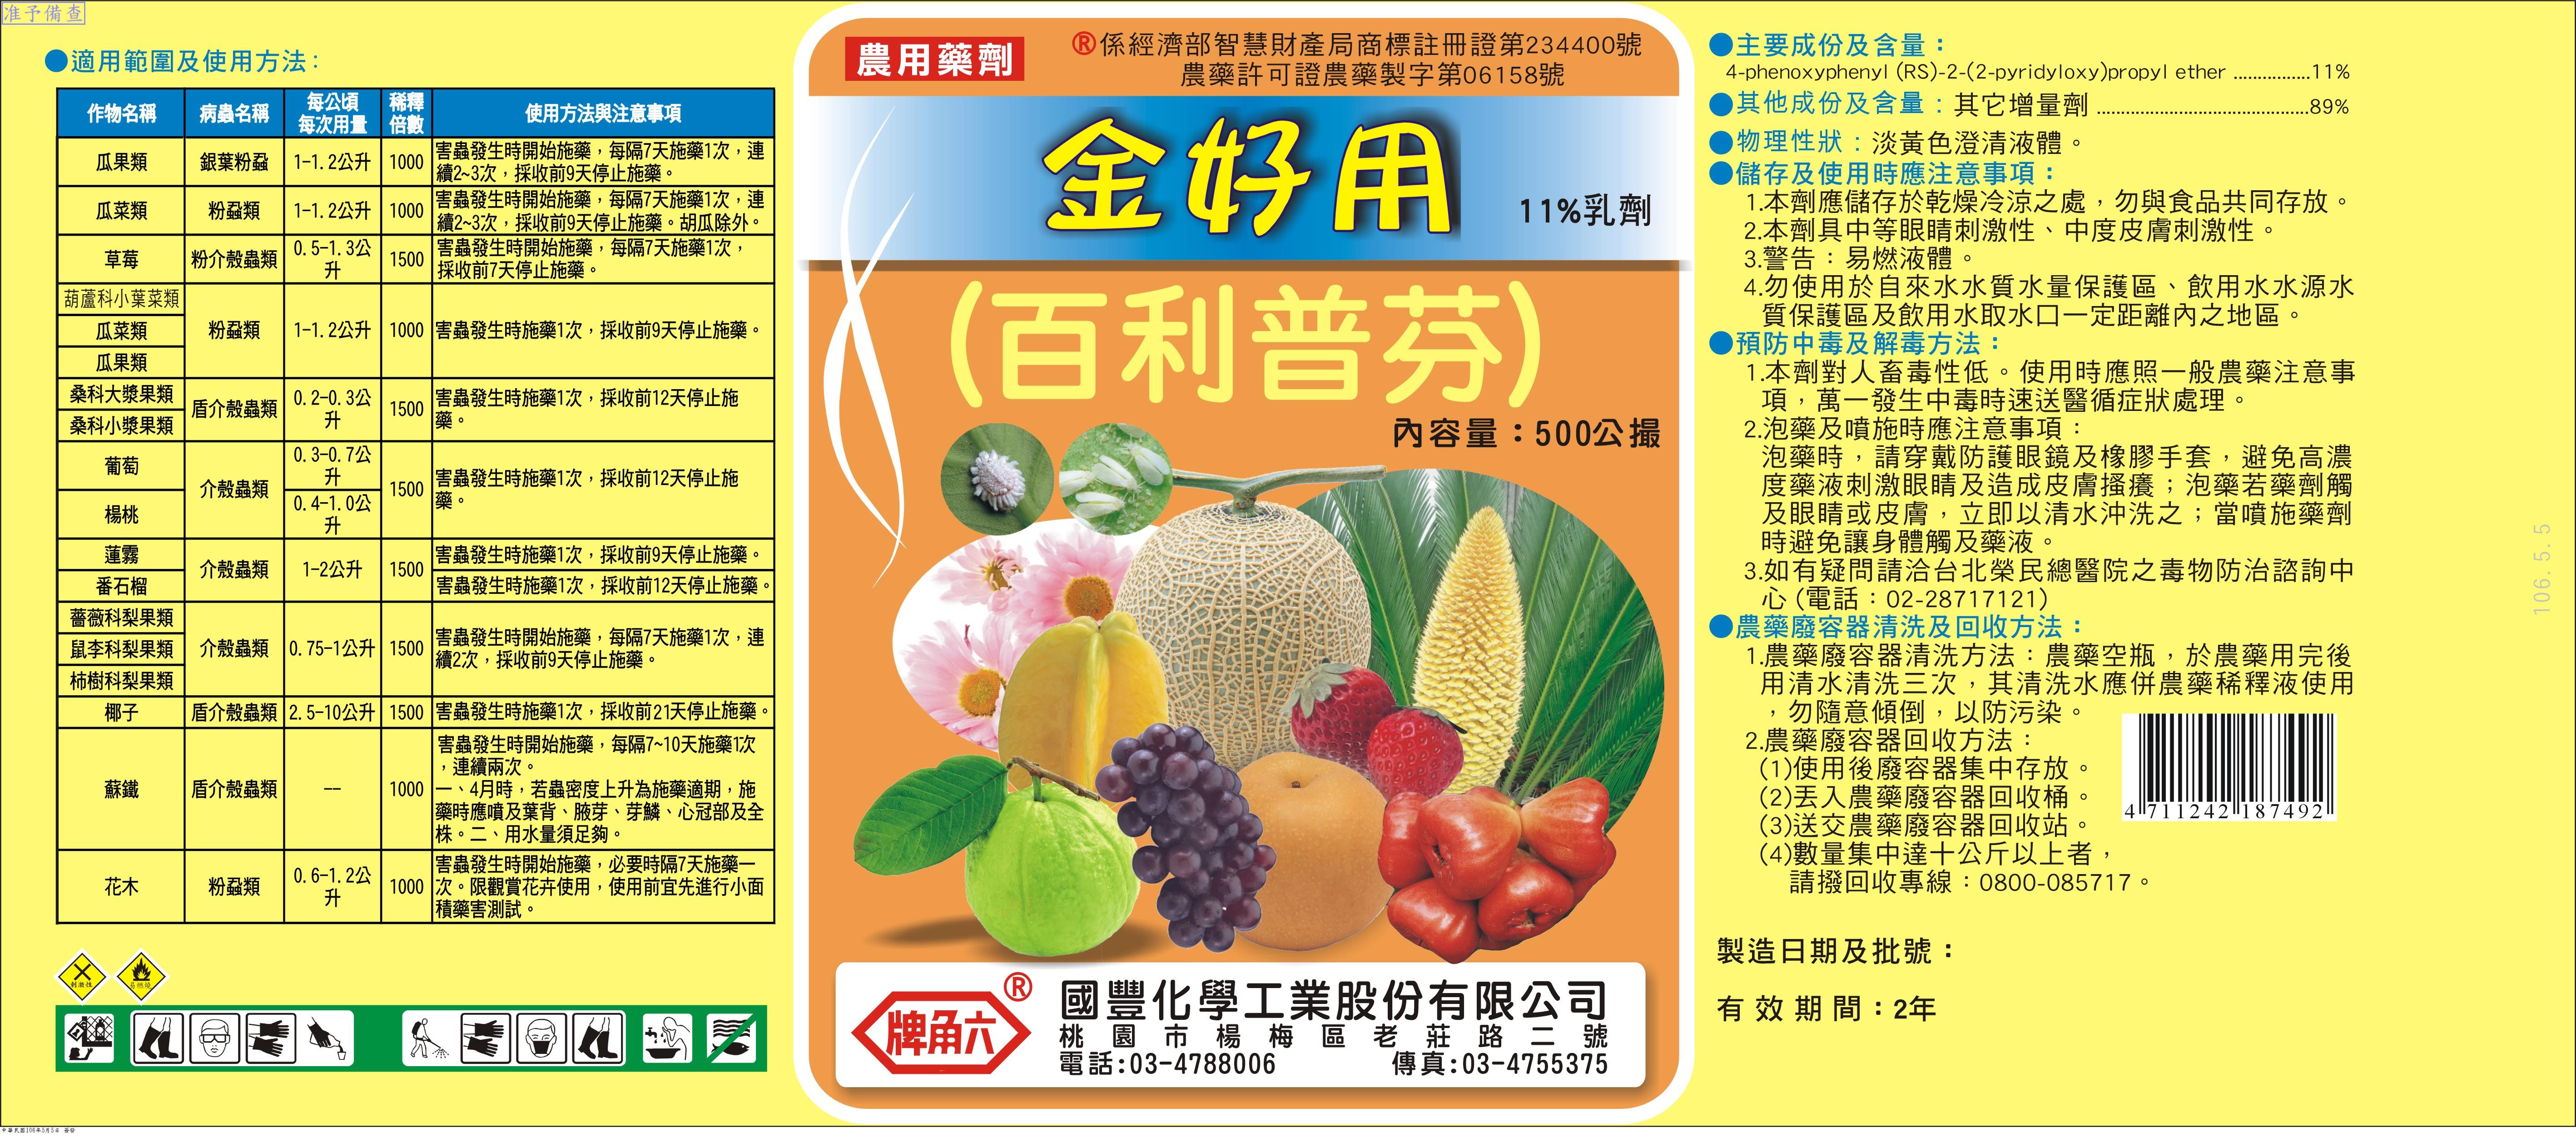 准予備查
●適用範圍及使用方法：
作物名稱 病蟲名稱 每公頃每次用量 稀釋倍數 使用方法與注意事項
瓜果類 銀葉粉蝨 1-1.2公升 1000 害蟲發生時開始施藥，每隔7天施藥1次，連
續2~3次，採收前9天停止施藥。
瓜菜類 粉蝨類 1-1.2公升 1000 害蟲發生時開始施藥，每隔7天施藥1次，連
續2~3次，採收前9天停止施藥。胡瓜除外。
草莓 粉介殼蟲類 0.5-1.3公升 1500 害蟲發生時開始施藥，每隔7天施藥1次，
採收前7天停止施藥。
葫蘆科小葉菜類
瓜菜類 粉蝨類 1-1.2公升 1000 害蟲發生時施藥1次，採收前9天停止施藥。
瓜果類
桑科大漿果類
桑科小漿果類
盾介殼蟲類 0.2-0.3公升 1500 害蟲發生時施藥1次，採收前12天停止施
藥。
葡萄 0.3-0.7公升
楊桃 0.4-1.0公升
介殼蟲類 1500 害蟲發生時施藥1次，採收前12天停止施
藥。
蓮霧 害蟲發生時施藥1次，採收前9天停止施藥。
介殼蟲類 1-2公升 1500
番石榴 害蟲發生時施藥1次，採收前12天停止施藥。
薔薇科梨果類
鼠李科梨果類
柿樹科梨果類
介殼蟲類 0.75-1公升 1500 害蟲發生時開始施藥，每隔7天施藥1次，連
續2次，採收前9天停止施藥。
椰子 盾介殼蟲類 2.5-10公升 1500 害蟲發生時施藥1次，採收前21天停止施藥。
蘇鐵 盾介殼蟲類 -- 1000 害蟲發生時開始施藥，每隔7~10天施藥1次
，連續兩次。
一、4月時，若蟲密度上升為施藥適期，施
藥時應噴及葉背、腋芽、芽鱗、心冠部及全
株。二、用水量須足夠。
花木 粉蝨類 0.6-1.2公升 1000 害蟲發生時開始施藥，必要時隔7天施藥一
次。限觀賞花卉使用，使用前宜先進行小面
積藥害測試。
刺激性
易燃燒
中華民國106年5月5日 簽發
農用藥劑
®係經濟部智慧財產局商標註冊證第234400號
農藥許可證農藥製字第06158號
金好用
11%乳劑
(百利普芬)
內容量：500公撮
牌角六®
國豐化學工業股份有限公司
桃園市楊梅區老莊路二號
電話:03-4788006 傳真:03-4755375
●主要成份及含量：
4-phenoxyphenyl (RS)-2-(2-pyridyloxy)propyl ether ................11%
●其他成份及含量：其它增量劑 ..........................................89%
●物理性狀：淡黃色澄清液體。
●儲存及使用時應注意事項：
1.本劑應儲存於乾燥冷涼之處，勿與食品共同存放。
2.本劑具中等眼睛刺激性、中度皮膚刺激性。
3.警告：易燃液體。
4.勿使用於自來水水質水量保護區、飲用水水源水
質保護區及飲用水取水口一定距離內之地區。
●預防中毒及解毒方法：
1.本劑對人畜毒性低。使用時應照一般農藥注意事
項，萬一發生中毒時速送醫循症狀處理。
2.泡藥及噴施時應注意事項：
泡藥時，請穿戴防護眼鏡及橡膠手套，避免高濃
度藥液刺激眼睛及造成皮膚搔癢；泡藥若藥劑觸
及眼睛或皮膚，立即以清水沖洗之；當噴施藥劑
時避免讓身體觸及藥液。
3.如有疑問請洽台北榮民總醫院之毒物防治諮詢中
心 (電話：02-28717121)
●農藥廢容器清洗及回收方法：
1.農藥廢容器清洗方法：農藥空瓶，於農藥用完後
用清水清洗三次，其清洗水應併農藥稀釋液使用
，勿隨意傾倒，以防污染。
2.農藥廢容器回收方法：
(1)使用後廢容器集中存放。
(2)丟入農藥廢容器回收桶。
(3)送交農藥廢容器回收站。
(4)數量集中達十公斤以上者，
請撥回收專線：0800-085717。
4 711242 187492
製造日期及批號：
有效期間：2年
106.5.5